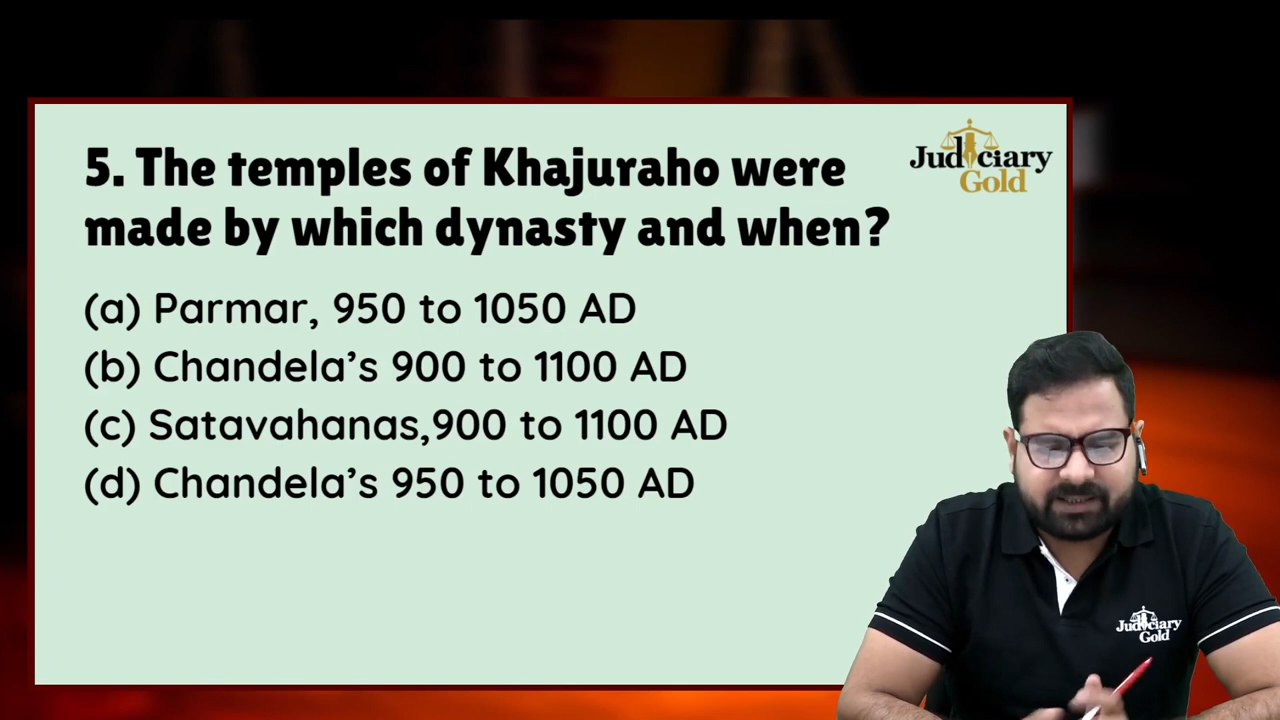 5. The temples of Khajuraho were
made by which dynasty and when?
Judiciary
Gold
(a) Parmar, 950 to 1050 AD
(b) Chandela’s 900 to 1100 AD
(c) Satavahanas,900 to 1100 AD
(d) Chandela’s 950 to 1050 AD
Judiciary
Gold